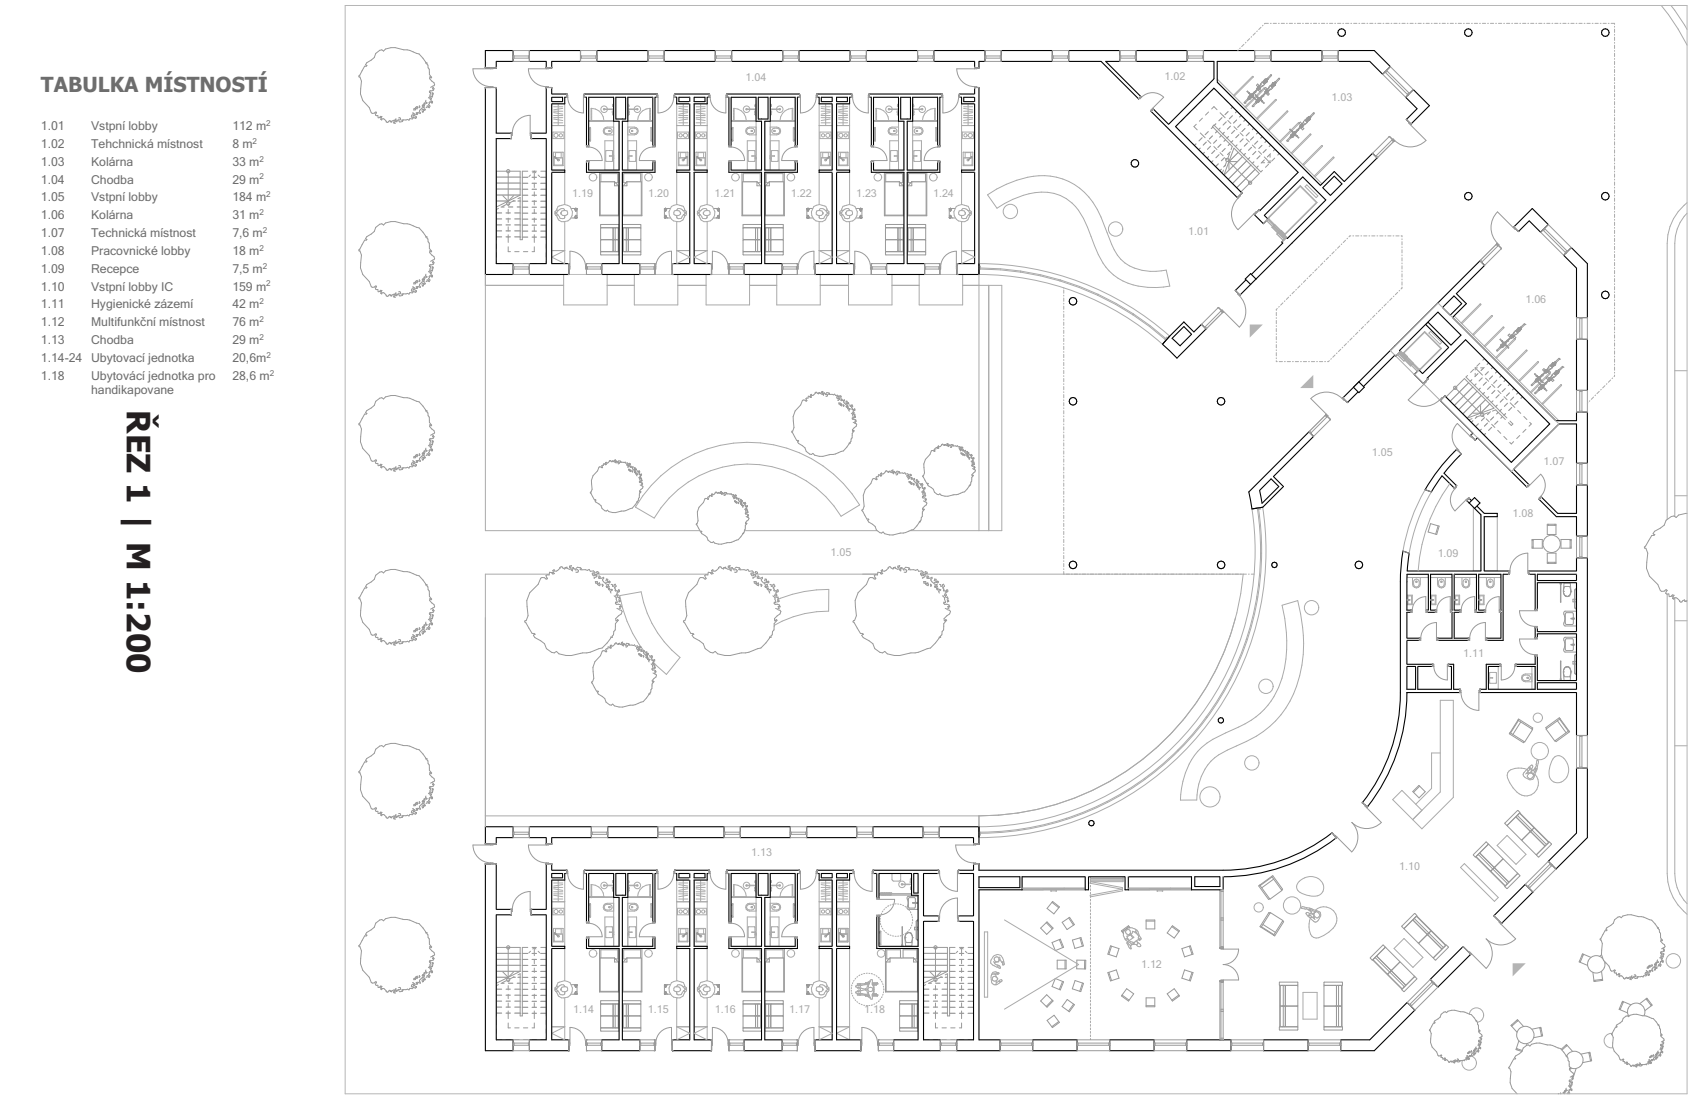 TABULKA MÍSTNOSTÍ
1.01 Vstpní lobby 112 m²
1.02 Tehchnická místnost 8 m²
1.03 Kolárna 33 m²
1.04 Chodba 29 m²
1.05 Vstpní lobby 184 m²
1.06 Kolárna 31 m²
1.07 Technická místnost 7,6 m²
1.08 Pracovnické lobby 18 m²
1.09 Recepce 7,5 m²
1.10 Vstpní lobby IC 159 m²
1.11 Hygienické zázemí 42 m²
1.12 Multifunkční místnost 76 m²
1.13 Chodba 29 m²
1.14-24 Ubytovací jednotka 20,6m²
1.18 Ubytovácí jednotka pro 28,6 m²
handikapovane
ŘEZ 1 | M 1:200
1.04
1.02
1.03
1.19
1.20
1.21
1.22
1.23
1.24
1.01
1.06
1.05
1.07
1.08
1.09
1.05
1.11
1.13
1.10
1.12
1.14
1.15
1.16
1.17
1.18